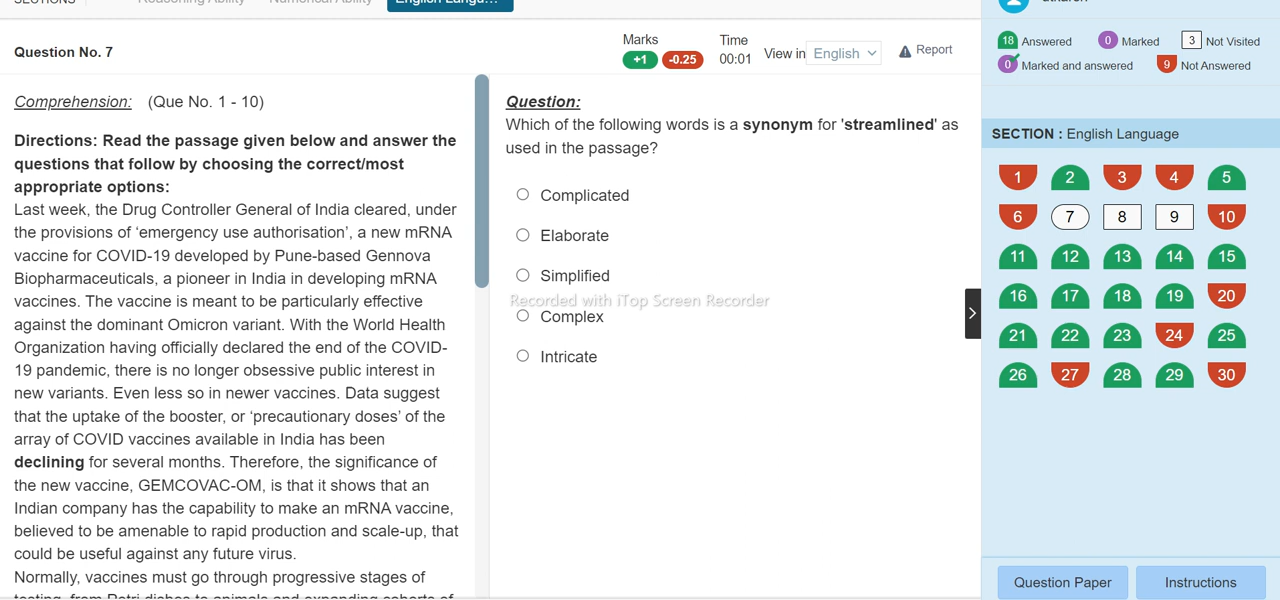 SECTIONS
Reasoning Ability
Numerical Ability
English Langu...
Question No. 7
Marks
+1
-0.25
Time
00:01
View in
English
Report
Comprehension: (Que No. 1 - 10)
Directions: Read the passage given below and answer the
questions that follow by choosing the correct/most
appropriate options:
Last week, the Drug Controller General of India cleared, under
the provisions of ‘emergency use authorisation’, a new mRNA
vaccine for COVID-19 developed by Pune-based Gennova
Biopharmaceuticals, a pioneer in India in developing mRNA
vaccines. The vaccine is meant to be particularly effective
against the dominant Omicron variant. With the World Health
Organization having officially declared the end of the COVID-
19 pandemic, there is no longer obsessive public interest in
new variants. Even less so in newer vaccines. Data suggest
that the uptake of the booster, or ‘precautionary doses’ of the
array of COVID vaccines available in India has been
declining for several months. Therefore, the significance of
the new vaccine, GEMCOVAC-OM, is that it shows that an
Indian company has the capability to make an mRNA vaccine,
believed to be amenable to rapid production and scale-up, that
could be useful against any future virus.
Normally, vaccines must go through progressive stages of
testing, from Petri dishes to animals and expanding cohorts of
Question:
Which of the following words is a synonym for 'streamlined' as
used in the passage?
Complicated
Elaborate
Simplified
Recorded with iTop Screen Recorder
Complex
Intricate
18 Answered
0 Marked
3 Not Visited
0 Marked and answered
9 Not Answered
SECTION : English Language
1 2 3 4 5
6 7 8 9 10
11 12 13 14 15
16 17 18 19 20
21 22 23 24 25
26 27 28 29 30
Question Paper
Instructions